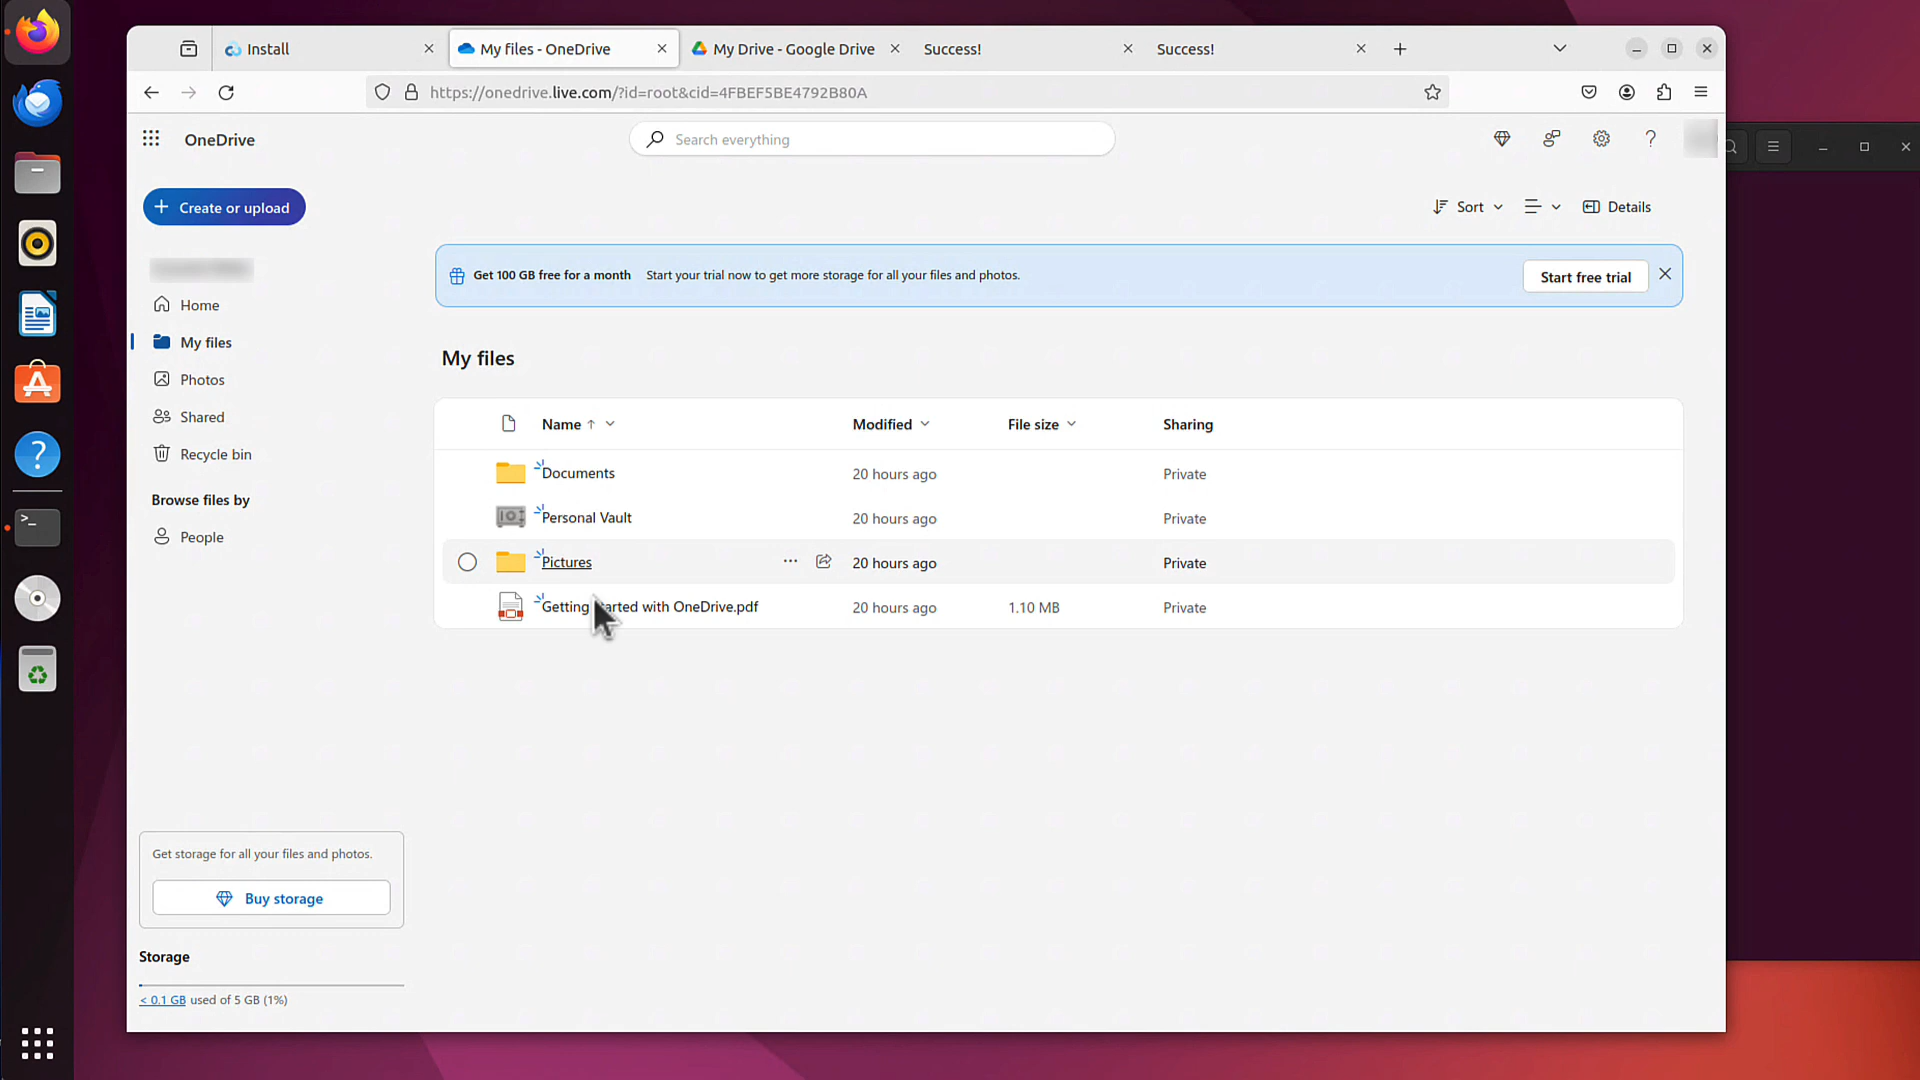 Install
My files - OneDrive
My Drive - Google Drive
Success!
Success!
https://onedrive.live.com/?id=root&cid=4FBEF5BE4792B80A
OneDrive
Search everything
Create or upload
Sort
Details
Get 100 GB free for a month Start your trial now to get more storage for all your files and photos.
Start free trial
Home
My files
Photos
Shared
Recycle bin
Browse files by
People
My files
Name Modified File size Sharing
Documents 20 hours ago Private
Personal Vault 20 hours ago Private
Pictures 20 hours ago Private
Getting with OneDrive.pdf 20 hours ago 1.10 MB Private
Get storage for all your files and photos.
Buy storage
Storage
< 0.1 GB used of 5 GB (1%)